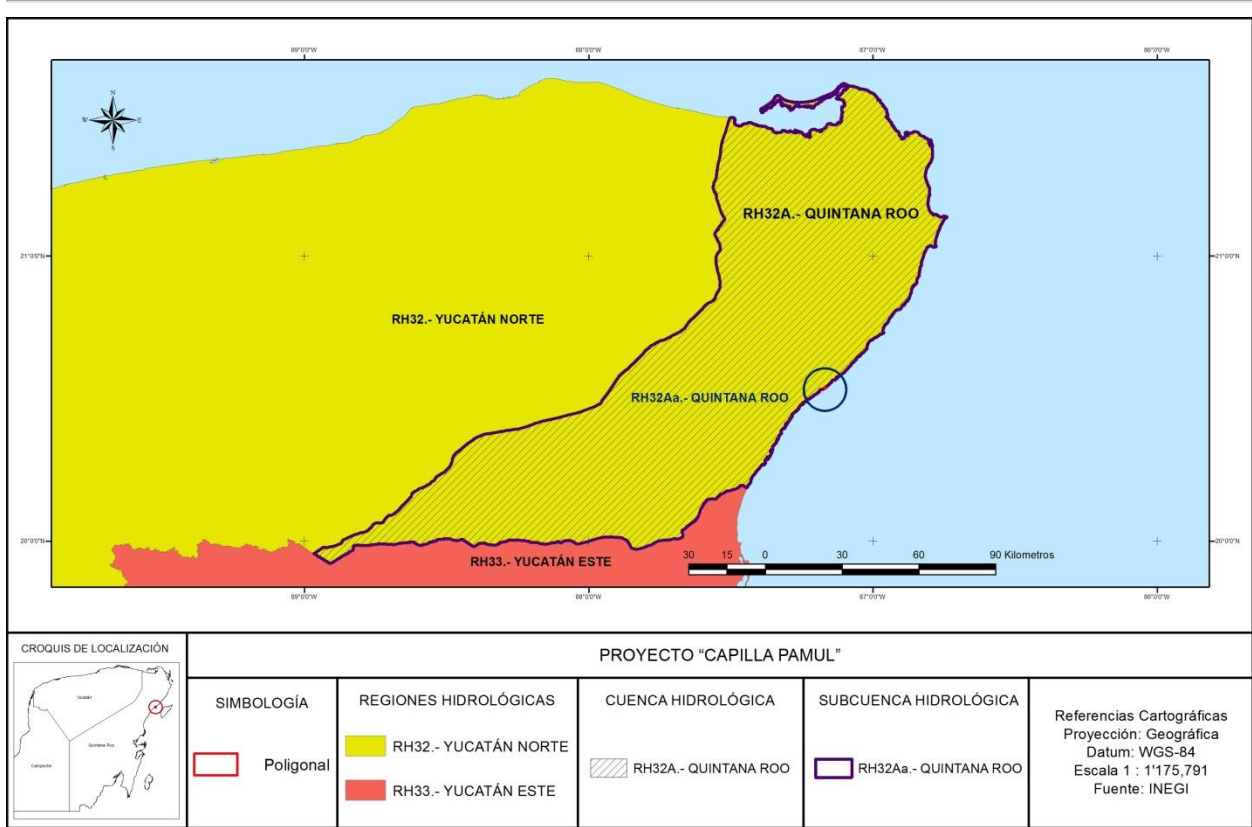 89°0'0"W
88°0'0"W
87°0'0"W
86°0'0"W
N
W
E
S
RH32A.- QUINTANA ROO
21°0'0"N
21°0'0"N
RH32.- YUCATÁN NORTE
RH32Aa.- QUINTANA ROO
20°0'0"N
20°0'0"N
RH33.- YUCATÁN ESTE
30 15 0 30 60 90 Kilometros
89°0'0"W
88°0'0"W
87°0'0"W
86°0'0"W
CROQUIS DE LOCALIZACIÓN
Yucatán
Quintana Roo
Campeche
PROYECTO "CAPILLA PAMUL"
SIMBOLOGÍA
Poligonal
REGIONES HIDROLÓGICAS
RH32.- YUCATÁN NORTE
RH33.- YUCATÁN ESTE
CUENCA HIDROLÓGICA
RH32A.- QUINTANA ROO
SUBCUENCA HIDROLÓGICA
RH32Aa.- QUINTANA ROO
Referencias Cartográficas
Proyección: Geográfica
Datum: WGS-84
Escala 1 : 1'175,791
Fuente: INEGI